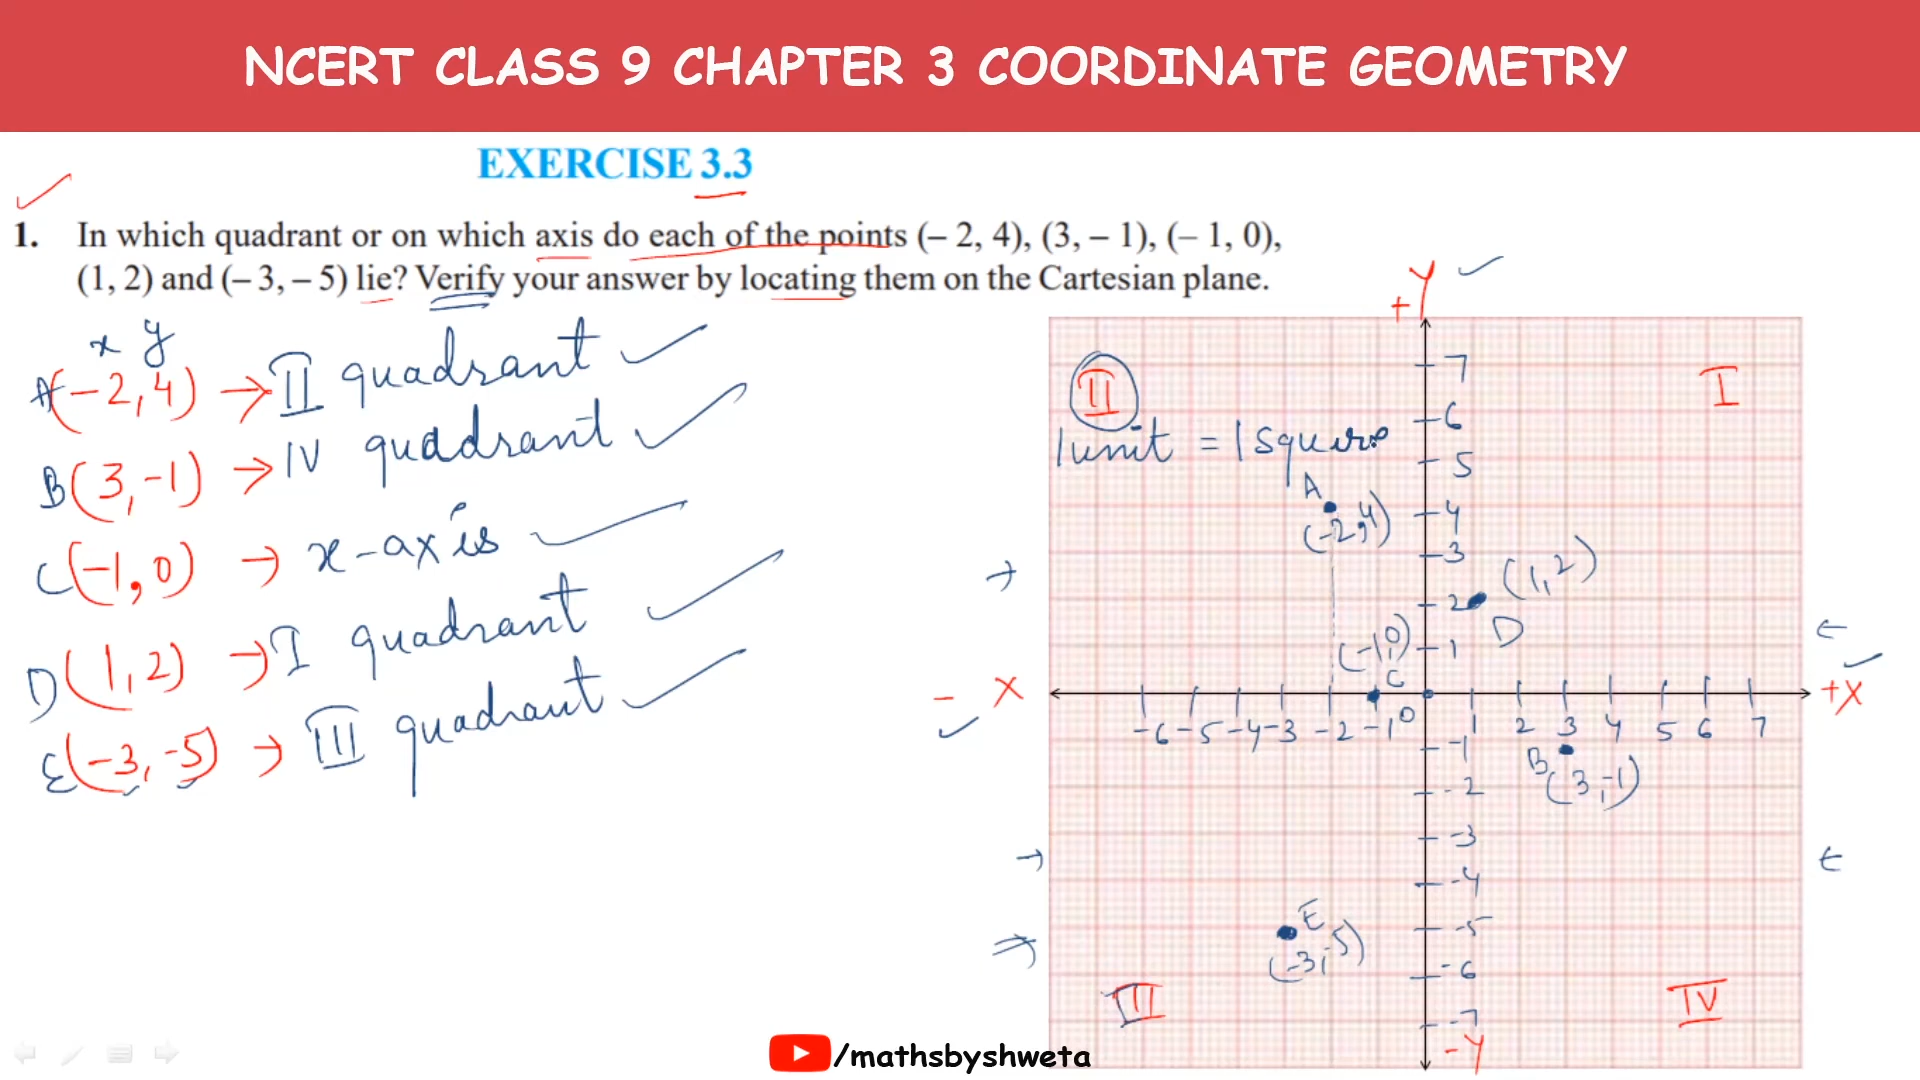 NCERT CLASS 9 CHAPTER 3 COORDINATE GEOMETRY
EXERCISE 3.3
1. In which quadrant or on which axis do each of the points (– 2, 4), (3, – 1), (– 1, 0),
(1, 2) and (– 3, – 5) lie? Verify your answer by locating them on the Cartesian plane.
x y
A(-2,4) → II quadrant
B(3,-1) → IV quadrant
C(-1,0) → x-axis
D(1,2) → I quadrant
E(-3,-5) → III quadrant
+Y
II
I
7
6
1unit = 1square
5
A
(-2,4)
4
3
(1,2)
2
D
(-1,0)
1
C
- X
+X
-6 -5 -4 -3 -2 -1 0 1 2 3 4 5 6 7
-1
B
(3,-1)
-2
-3
-4
E
(-3,-5)
-5
-6
III
IV
-7
-Y
/mathsbyshweta